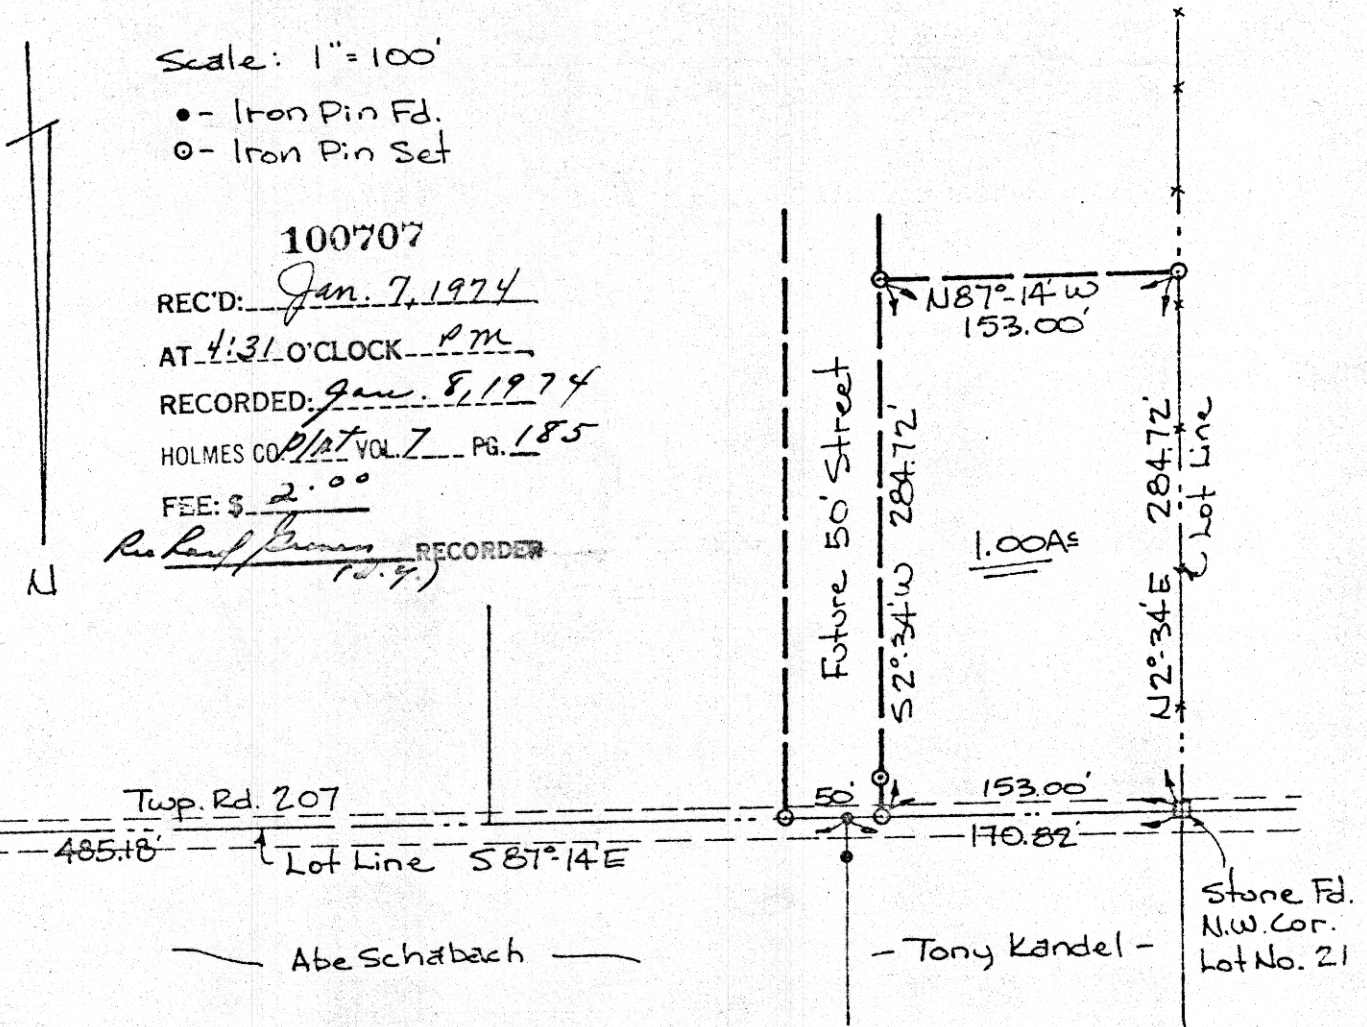 Scale: 1"=100'
●- Iron Pin Fd.
⊙- Iron Pin Set
100707
REC'D: Jan. 7, 1974
AT 4:31 O'CLOCK PM
RECORDED: Jan. 8, 1974
HOLMES CO. Plat VOL. 7 PG. 185
FEE: $ 2.00
RECORDER
N
N87°-14'W
153.00'
Future 50' Street
S2°-34'W 284.72'
1.00Ac
N2°-34'E 284.72'
Lot Line
Twp. Rd. 207
50'
153.00'
485.18'
Lot Line S87°-14'E
170.82'
Stone Fd.
N.W. Cor.
Lot No. 21
Abe Schabach
- Tony Kandel -